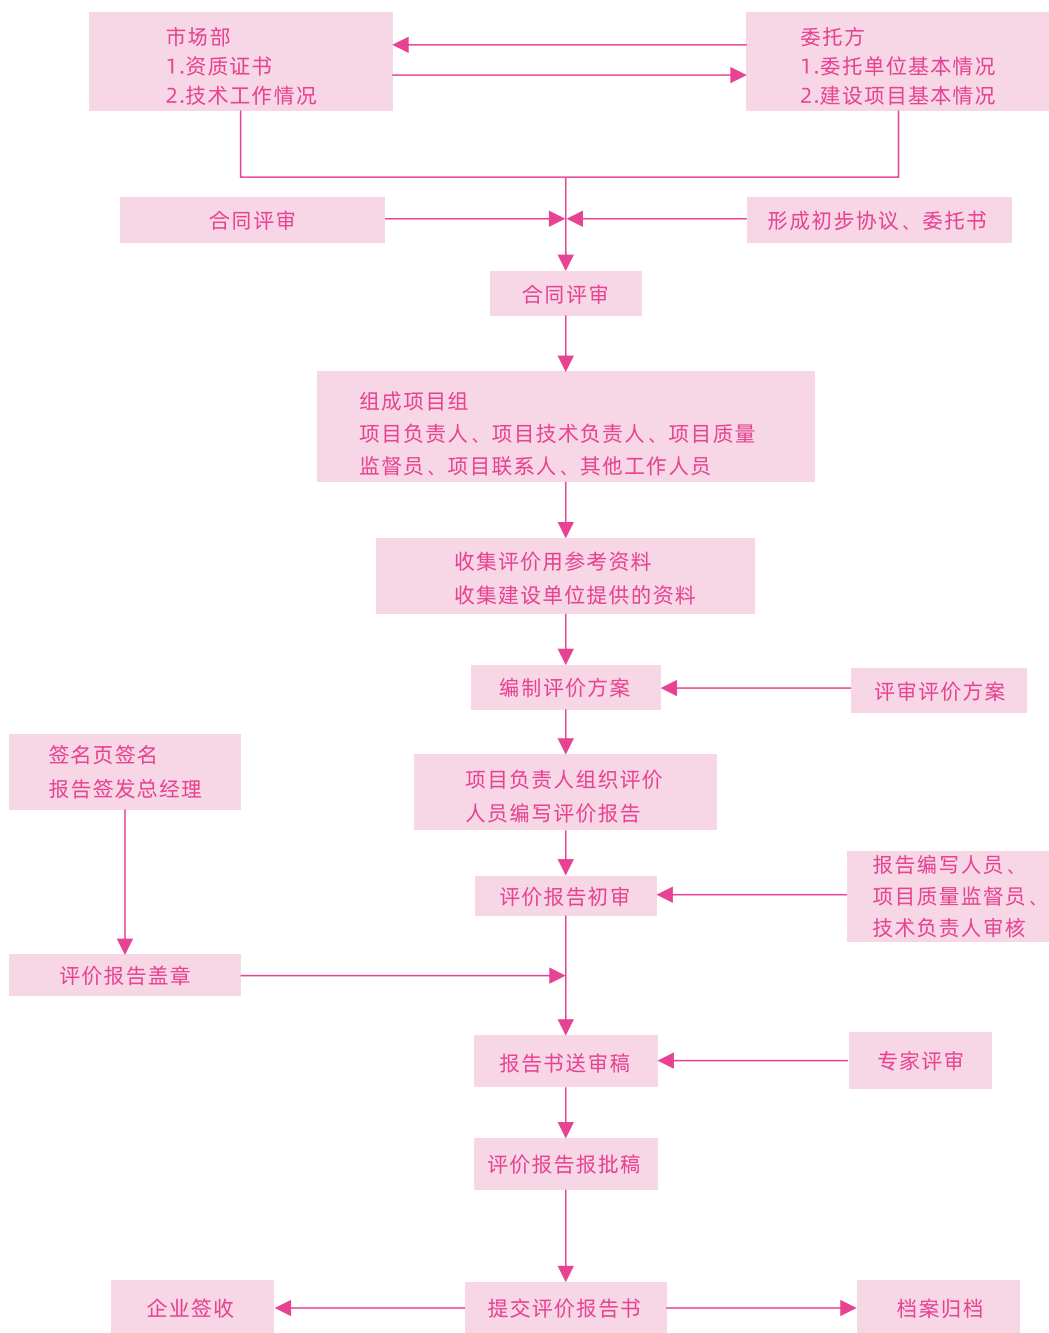 市场部
1.资质证书
2.技术工作情况
委托方
1.委托单位基本情况
2.建设项目基本情况
合同评审
形成初步协议、委托书
合同评审
组成项目组
项目负责人、项目技术负责人、项目质量
监督员、项目联系人、其他工作人员
收集评价用参考资料
收集建设单位提供的资料
编制评价方案
评审评价方案
签名页签名
报告签发总经理
项目负责人组织评价
人员编写评价报告
评价报告初审
报告编写人员、
项目质量监督员、
技术负责人审核
评价报告盖章
报告书送审稿
专家评审
评价报告报批稿
企业签收
提交评价报告书
档案归档